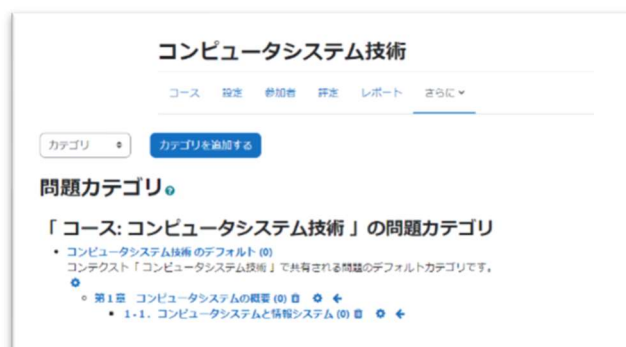 コンピュータシステム技術
コース 設定 参加者 評定 レポート さらに
カテゴリ カテゴリを追加する
問題カテゴリ
「 コース: コンピュータシステム技術 」の問題カテゴリ
コンピュータシステム技術 のデフォルト (0)
コンテクスト「 コンピュータシステム技術 」で共有される問題のデフォルトカテゴリです。
第1章 コンピュータシステムの概要 (0)
1-1. コンピュータシステムと情報システム (0)